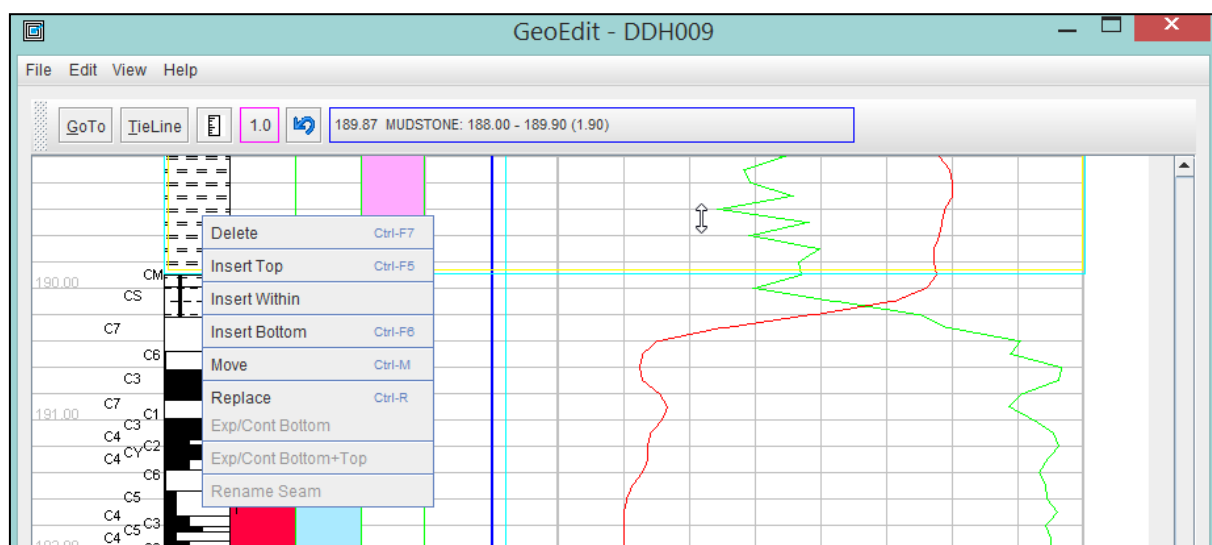 GeoEdit - DDH009
File Edit View Help
GoTo TieLine 1.0 189.87 MUDSTONE: 188.00 - 189.90 (1.90)
Delete Ctrl-F7
Insert Top Ctrl-F5
190.00 CM
CS Insert Within
C7 Insert Bottom Ctrl-F6
C6 Move Ctrl-M
C3
C7 Replace Ctrl-R
191.00 C1
C3 Exp/Cont Bottom
C4
CY C2
C4 Exp/Cont Bottom+Top
C6
C5 Rename Seam
C4
C3
C5
C4